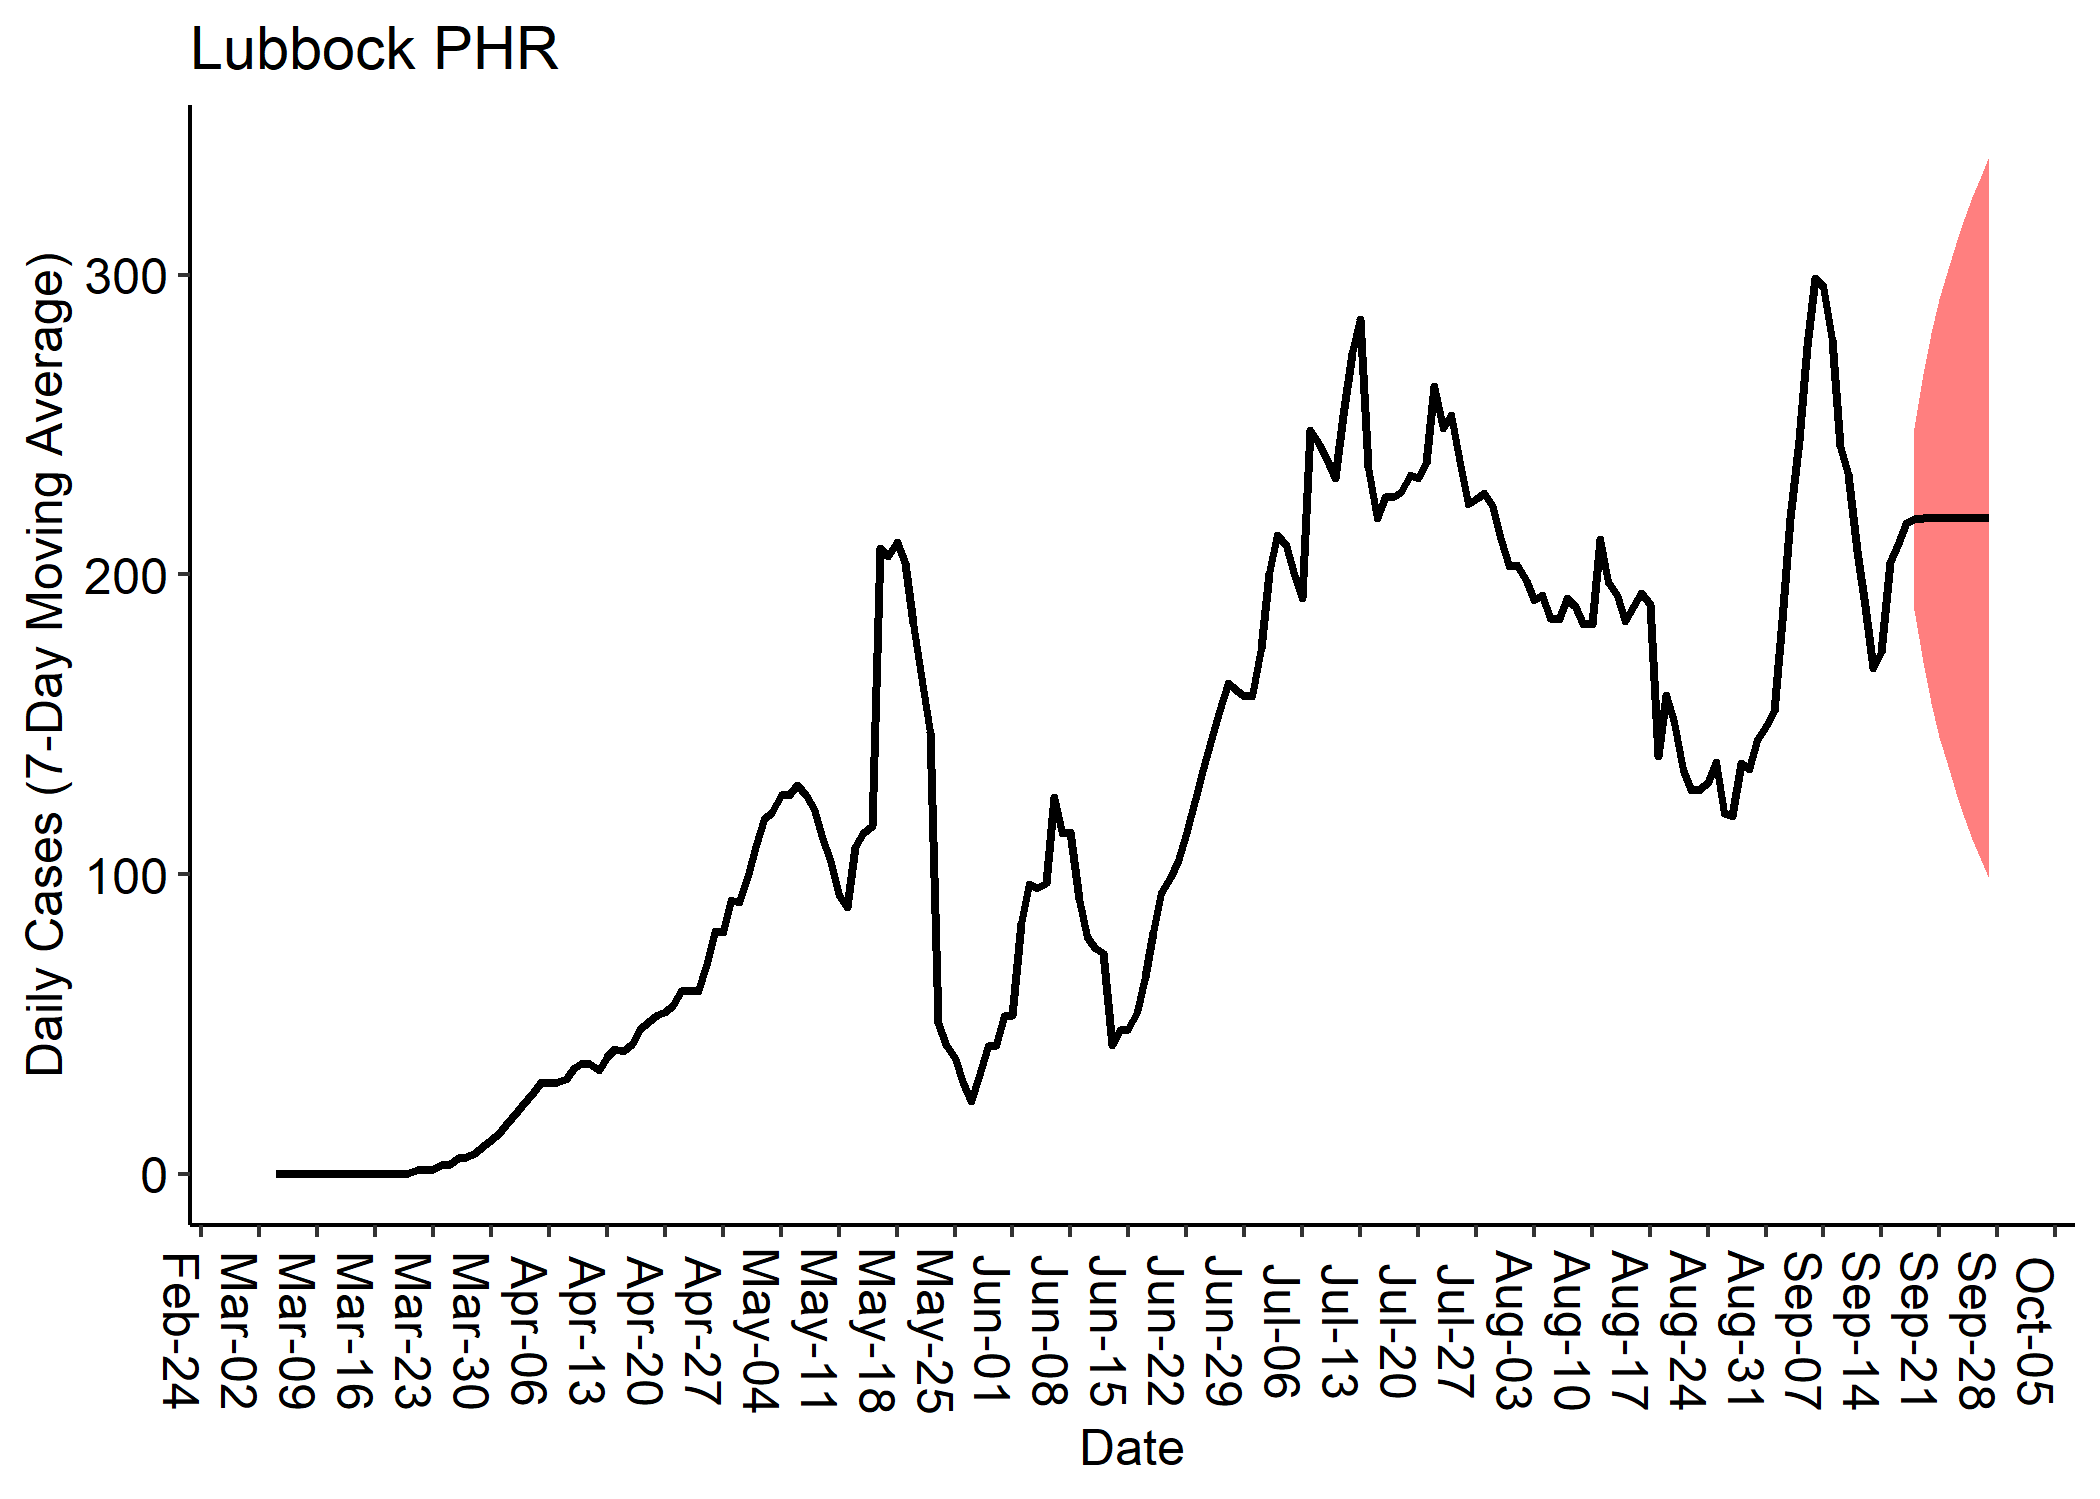 Lubbock PHR
Daily Cases (7-Day Moving Average)
300
200
100
0
Feb-24
Mar-02
Mar-09
Mar-16
Mar-23
Mar-30
Apr-06
Apr-13
Apr-20
Apr-27
May-04
May-11
May-18
May-25
Jun-01
Jun-08
Jun-15
Jun-22
Jun-29
Jul-06
Jul-13
Jul-20
Jul-27
Aug-03
Aug-10
Aug-17
Aug-24
Aug-31
Sep-07
Sep-14
Sep-21
Sep-28
Oct-05
Date